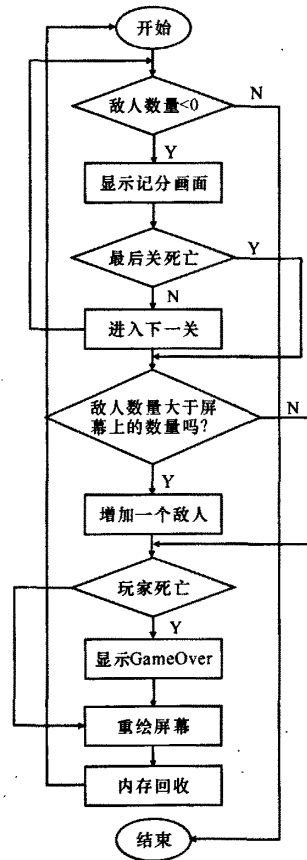 开始
敌人数量<0
N
Y
显示记分画面
最后关死亡
Y
N
进入下一关
敌人数量大于屏
幕上的数量吗?
N
Y
增加一个敌人
玩家死亡
Y
显示GameOver
重绘屏幕
内存回收
结束